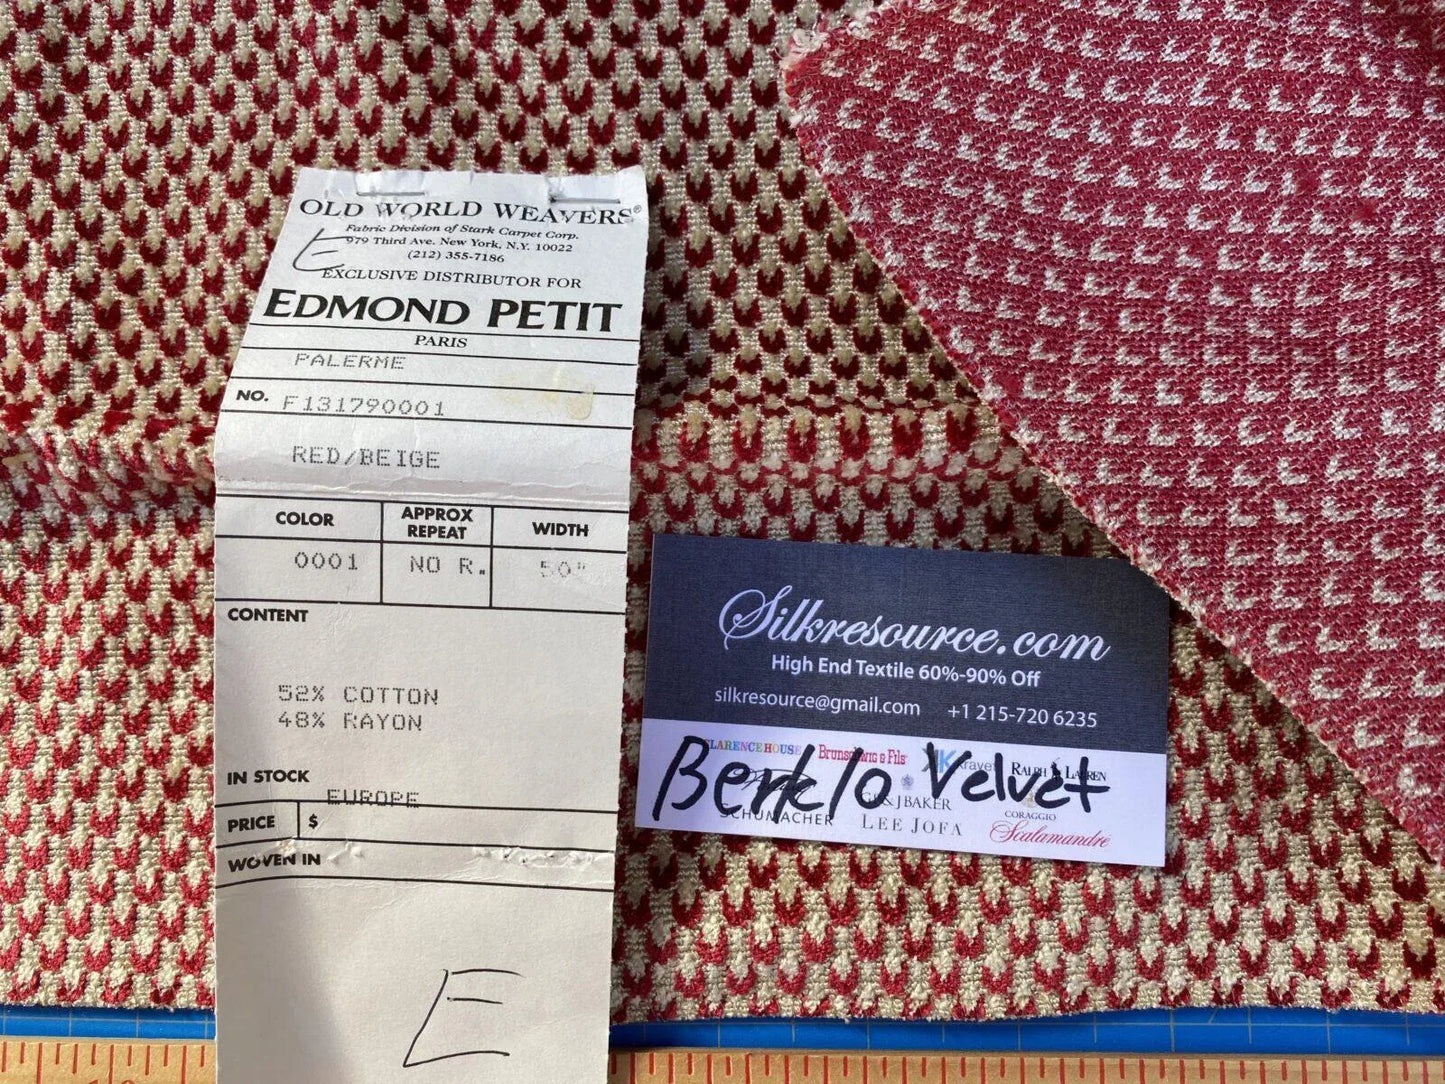 OLD WORLD WEAVERS®
Fabric Division of Stark Carpet Corp.
979 Third Ave. New York, N.Y. 10022
(212) 355-7186
E
EXCLUSIVE DISTRIBUTOR FOR
EDMOND PETIT
PARIS
PALERME
NO. F131790001
RED/BEIGE
COLOR APPROX REPEAT WIDTH
0001 NO R. 50"
CONTENT
52% COTTON
48% RAYON
IN STOCK
EUROPE
PRICE $
WOVEN IN
E
Silkresource.com
High End Textile 60%-90% Off
silkresource@gmail.com +1 215-720 6235
CLARENCE HOUSE Brunschwig & Fils K Kravet RALPH LAUREN
SCHUMACHER G P & J BAKER CORAGGIO
LEE JOFA Scalamandre
Velvet
10